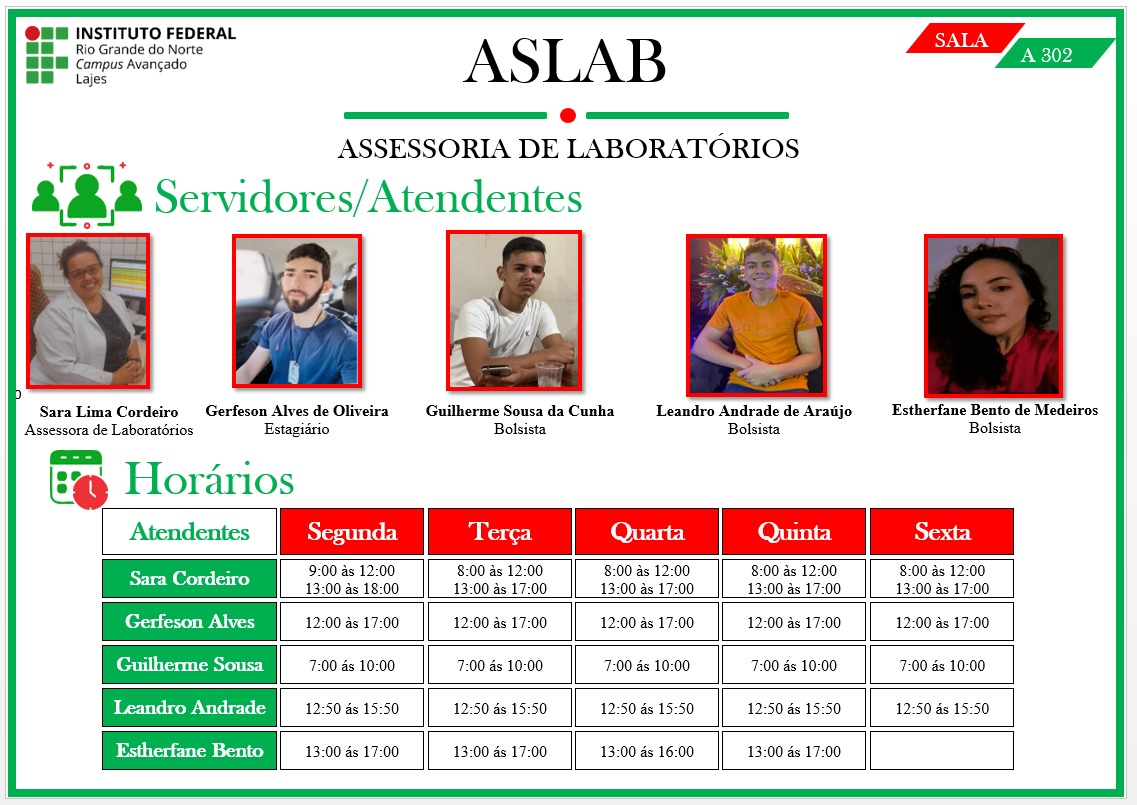 INSTITUTO FEDERAL
Rio Grande do Norte
Campus Avançado
Lajes
ASLAB
SALA
A 302
ASSESSORIA DE LABORATÓRIOS
Servidores/Atendentes
Sara Lima Cordeiro
Assessora de Laboratórios
Gerfeson Alves de Oliveira
Estagiário
Guilherme Sousa da Cunha
Bolsista
Leandro Andrade de Araújo
Bolsista
Estherfane Bento de Medeiros
Bolsista
Horários
Atendentes Segunda Terça Quarta Quinta Sexta
Sara Cordeiro 9:00 às 12:00 8:00 às 12:00 8:00 às 12:00 8:00 às 12:00 8:00 às 12:00
13:00 às 18:00 13:00 às 17:00 13:00 às 17:00 13:00 às 17:00 13:00 às 17:00
Gerfeson Alves 12:00 às 17:00 12:00 às 17:00 12:00 às 17:00 12:00 às 17:00 12:00 às 17:00
Guilherme Sousa 7:00 ás 10:00 7:00 ás 10:00 7:00 ás 10:00 7:00 ás 10:00 7:00 ás 10:00
Leandro Andrade 12:50 ás 15:50 12:50 ás 15:50 12:50 ás 15:50 12:50 ás 15:50 12:50 ás 15:50
Estherfane Bento 13:00 ás 17:00 13:00 ás 17:00 13:00 ás 16:00 13:00 ás 17:00